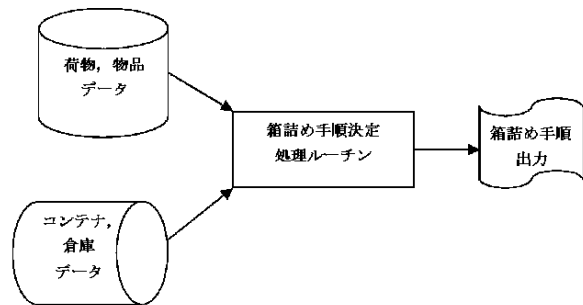 荷物，物品
データ
箱詰め手順決定
処理ルーチン
箱詰め手順
出力
コンテナ，
倉庫
データ